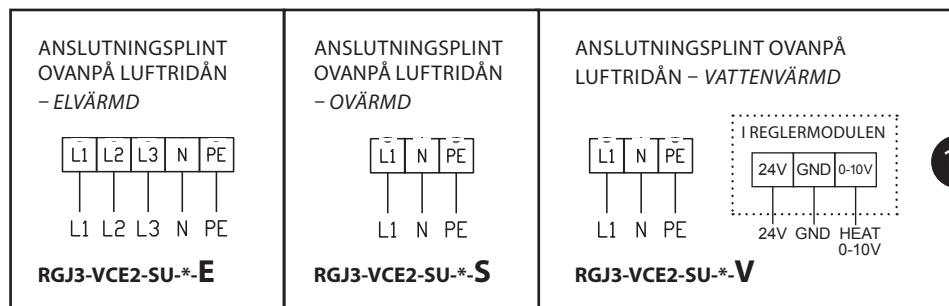 ANSLUTNINGSPLINT
OVANPÅ LUFTRIDÅN
– ELVÄRMD
L1 L2 L3 N PE
L1 L2 L3 N PE
RGJ3-VCE2-SU-*-E
ANSLUTNINGSPLINT
OVANPÅ LUFTRIDÅN
– OVÄRMD
L1 N PE
L1 N PE
RGJ3-VCE2-SU-*-S
ANSLUTNINGSPLINT OVANPÅ
LUFTRIDÅN – VATTENVÄRMD
L1 N PE
L1 N PE
I REGLERMODULEN
24V GND 0-10V
24V GND HEAT
0-10V
RGJ3-VCE2-SU-*-V